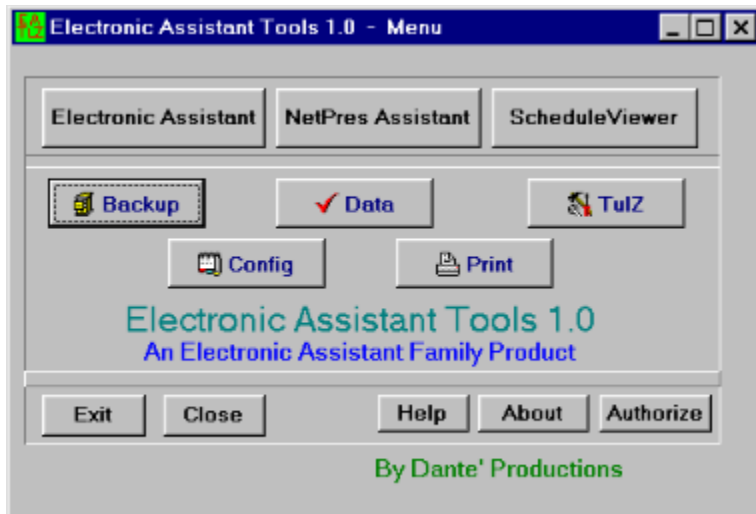 Electronic Assistant Tools 1.0 - Menu
Electronic Assistant NetPres Assistant ScheduleViewer
Backup Data TulZ
Config Print
Electronic Assistant Tools 1.0
An Electronic Assistant Family Product
Exit Close Help About Authorize
By Dante' Productions